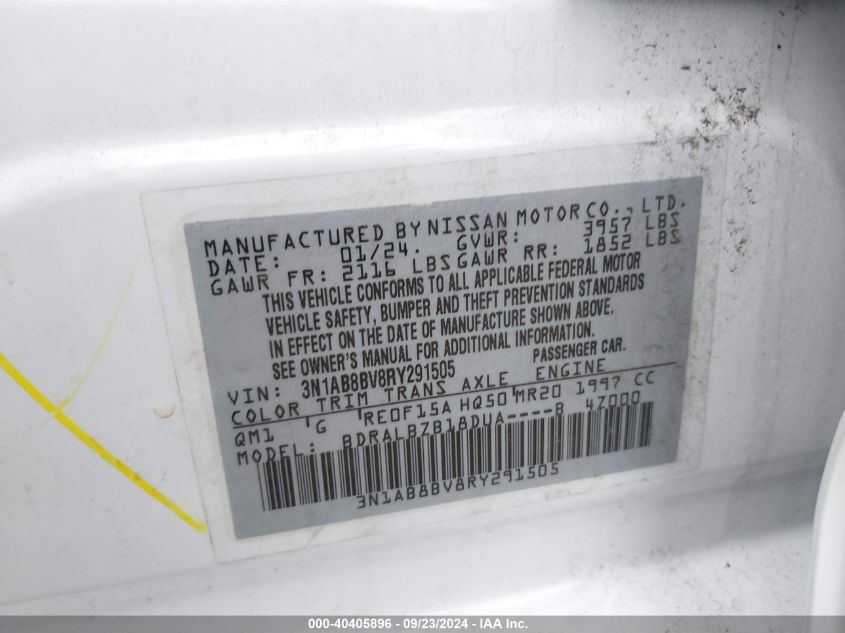 MANUFACTURED BY NISSAN MOTOR CO., LTD.
DATE: 01/24. GVWR: 3957 LBS
GAWR FR: 2116 LBS GAWR RR: 1852 LBS
THIS VEHICLE CONFORMS TO ALL APPLICABLE FEDERAL MOTOR
VEHICLE SAFETY, BUMPER AND THEFT PREVENTION STANDARDS
IN EFFECT ON THE DATE OF MANUFACTURE SHOWN ABOVE.
SEE OWNER'S MANUAL FOR ADDITIONAL INFORMATION.
VIN: 3N1AB8BV8RY291505 PASSENGER CAR.
COLOR TRIM TRANS AXLE ENGINE
QM1 'G 'RE0F15A HQ50 'MR20 1997 CC
MODEL: BDRALBZB18DUA----B 4Z000
3N1AB8BV8RY291505
000-40405896 - 09/23/2024 - IAA Inc.